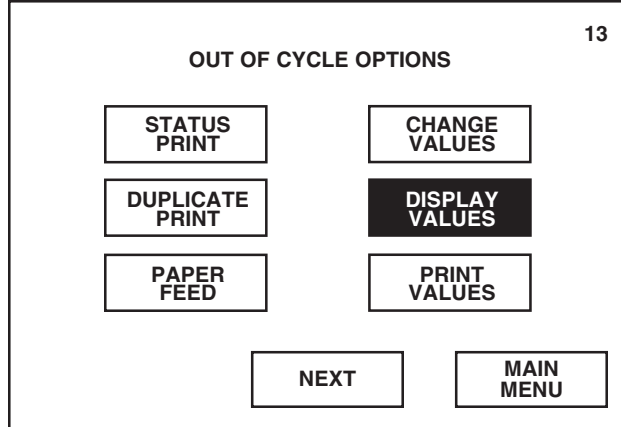 13
OUT OF CYCLE OPTIONS
STATUS
PRINT
CHANGE
VALUES
DUPLICATE
PRINT
DISPLAY
VALUES
PAPER
FEED
PRINT
VALUES
NEXT
MAIN
MENU